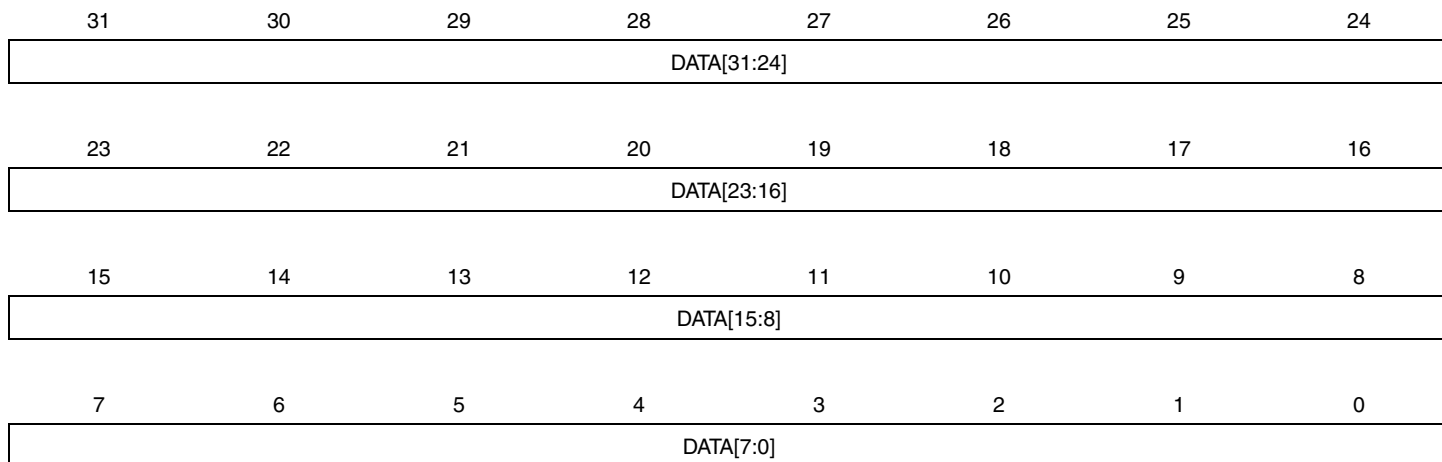 31 30 29 28 27 26 25 24
DATA[31:24]
23 22 21 20 19 18 17 16
DATA[23:16]
15 14 13 12 11 10 9 8
DATA[15:8]
7 6 5 4 3 2 1 0
DATA[7:0]